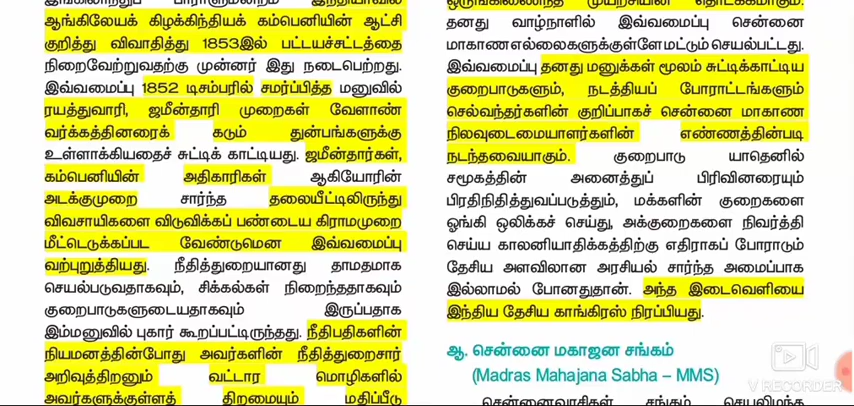 ஆங்கிலேயக் கிழக்கிந்தியக் கம்பெனியின் ஆட்சி
குறித்து விவாதித்து 1853இல் பட்டயச்சட்டத்தை
நிறைவேற்றுவதற்கு முன்னர் இது நடைபெற்றது.
இவ்வமைப்பு 1852 டிசம்பரில் சமர்ப்பித்த மனுவில்
ரயத்துவாரி, ஜமீன்தாரி முறைகள் வேளாண்
வர்க்கத்தினரைக் கடும் துன்பங்களுக்கு
உள்ளாக்கியதைச் சுட்டிக் காட்டியது. ஜமீன்தார்கள்,
கம்பெனியின் அதிகாரிகள் ஆகியோரின்
அடக்குமுறை சார்ந்த தலையீட்டிலிருந்து
விவசாயிகளை விடுவிக்கப் பண்டைய கிராமமுறை
மீட்டெடுக்கப்பட வேண்டுமென இவ்வமைப்பு
வற்புறுத்தியது. நீதித்துறையானது தாமதமாக
செயல்படுவதாகவும், சிக்கல்கள் நிறைந்ததாகவும்
குறைபாடுகளுடையதாகவும் இருப்பதாக
இம்மனுவில் புகார் கூறப்பட்டிருந்தது. நீதிபதிகளின்
நியமனத்தின்போது அவர்களின் நீதித்துறைசார்
அறிவுத்திறனும் வட்டார மொழிகளில்
அவர்களுக்குள்ளத் திறமையும் மதிப்பீடு
ஒருங்கிணைந்த முயற்சியின் தொடக்கமாகும்.
தனது வாழ்நாளில் இவ்வமைப்பு சென்னை
மாகாண எல்லைகளுக்குள்ளே மட்டும் செயல்பட்டது.
இவ்வமைப்பு தனது மனுக்கள் மூலம் சுட்டிக்காட்டிய
குறைபாடுகளும், நடத்தியப் போராட்டங்களும்
செல்வந்தர்களின் குறிப்பாகச் சென்னை மாகாண
நிலவுடைமையாளர்களின் எண்ணத்தின்படி
நடந்தவையாகும். குறைபாடு யாதெனில்
சமூகத்தின் அனைத்துப் பிரிவினரையும்
பிரதிநிதித்துவப்படுத்தும், மக்களின் குறைகளை
ஓங்கி ஒலிக்கச் செய்து, அக்குறைகளை நிவர்த்தி
செய்ய காலனியாதிக்கத்திற்கு எதிராகப் போராடும்
தேசிய அளவிலான அரசியல் சார்ந்த அமைப்பாக
இல்லாமல் போனதுதான். அந்த இடைவெளியை
இந்திய தேசிய காங்கிரஸ் நிரப்பியது.
ஆ. சென்னை மகாஜன சங்கம்
(Madras Mahajana Sabha – MMS)
V RECORDER